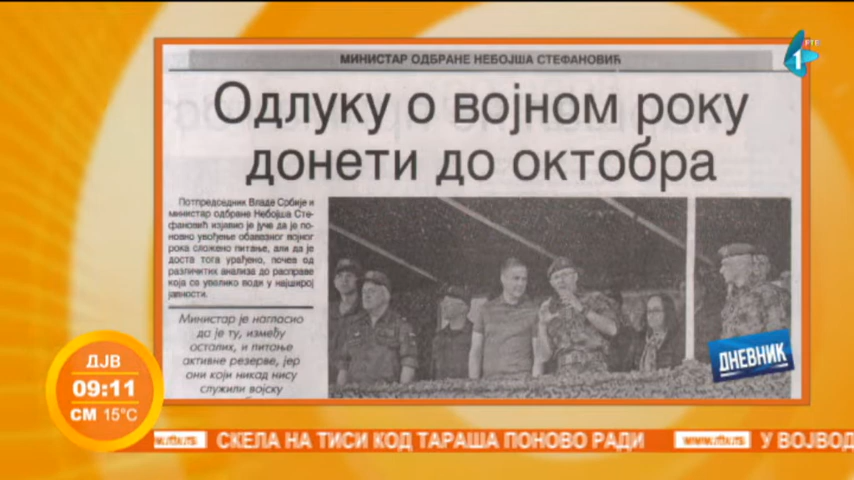 МИНИСТАР ОДБРАНЕ НЕБОЈША СТЕФАНОВИЋ
РТВ
1
Одлуку о војном року
донети до октобра
Потпредседник Владе Србије и
министар одбране Небојша Сте-
фановић изјавио је јуче да је по-
новно увођење обавезног војног
рока сложено питање, али да је
доста тога урађено, почев од
различитих анализа до расправе
која се увелико води у најширој
јавности.
Министар је нагласио
да је ту, између
осталих, и питање
активне резерве, јер
они који никад нису
служили војску
ДНЕВНИК
ДЈВ
09:11
СМ 15°C
СКЕЛА НА ТИСИ КОД ТАРАША ПОНОВО РАДИ
У ВОЈВОД